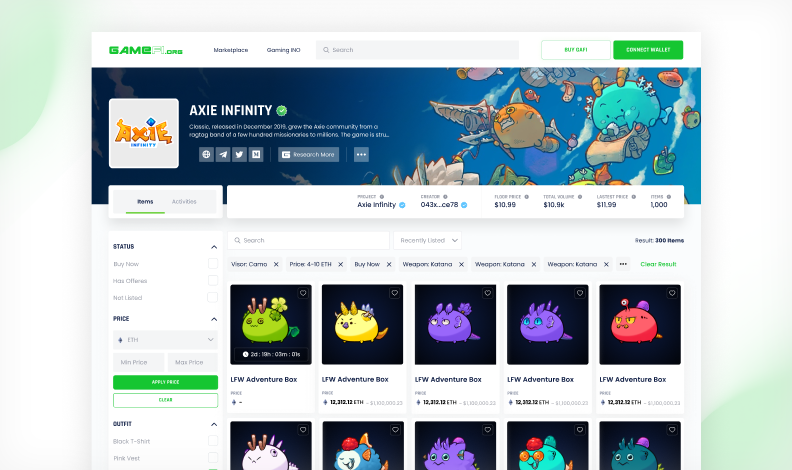 GAMEFI.ORG
Marketplace
Gaming INO
Search
BUY GAFI
CONNECT WALLET
AXIE INFINITY
Classic, released in December 2019, grew the Axie community from a
ragtag band of a few hundred missionaries to millions. The game is stru...
AXIE
INFINITY
Research More
Items
Activities
PROJECT
Axie Infinity
CREATOR
043x...ce78
FLOOR PRICE
$10.99
TOTAL VOLUME
$10.9k
LASTEST PRICE
$11.99
ITEMS
1,000
Search
Recently Listed
Result: 300 Items
Visor: Camo
Price: 4-10 ETH
Buy Now
Weapon: Katana
Weapon: Katana
Weapon: Katana
Clear Result
STATUS
Buy Now
Has Offeres
Not Listed
PRICE
ETH
Min Price
Max Price
APPLY PRICE
CLEAR
OUTFIT
Black T-Shirt
Pink Vest
2d : 19h : 03m : 01s
LFW Adventure Box
PRICE
-
LFW Adventure Box
PRICE
12,312.12 ETH ~ $1,100,000.23
LFW Adventure Box
PRICE
12,312.12 ETH ~ $1,100,000.23
LFW Adventure Box
PRICE
12,312.12 ETH ~ $1,100,000.23
LFW Adventure Box
PRICE
12,312.12 ETH ~ $1,100,000.23